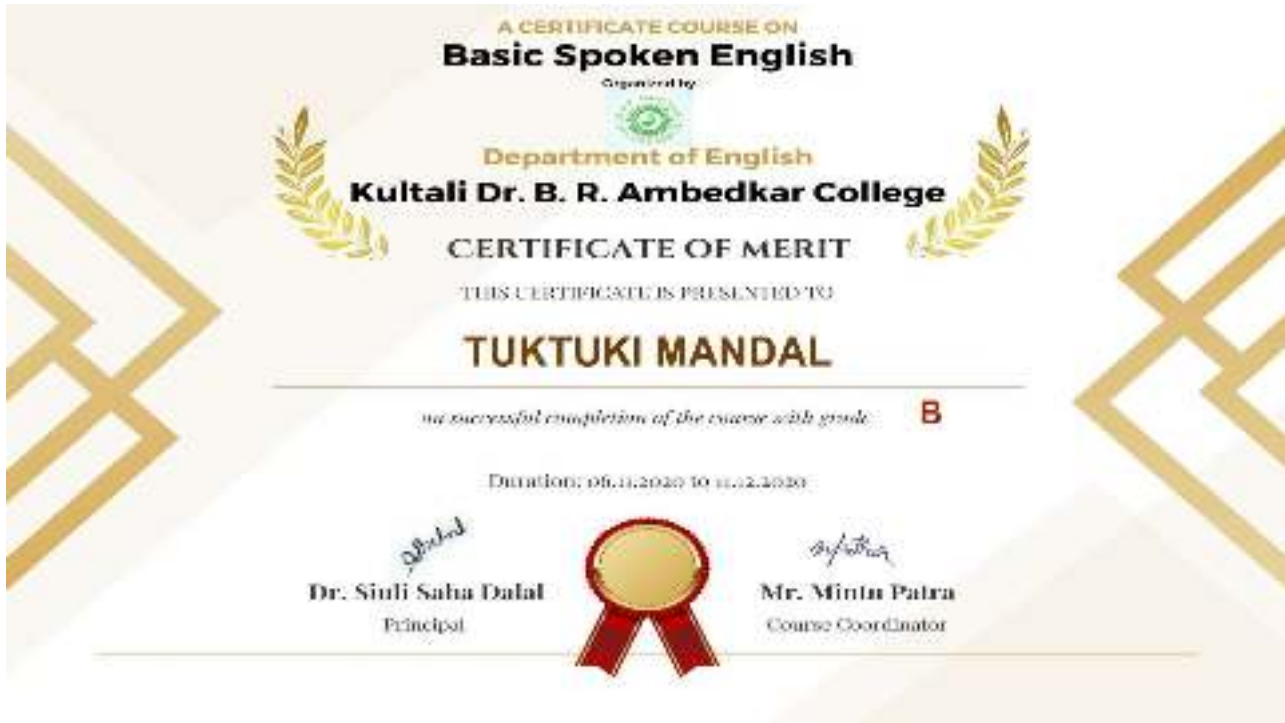 A CERTIFICATE COURSE ON
Basic Spoken English
Organized by
Department of English
Kultali Dr. B. R. Ambedkar College
CERTIFICATE OF MERIT
THIS CERTIFICATE IS PRESENTED TO
TUKTUKI MANDAL
on successful completion of the course with grade B
Duration: 06.11.2020 to 11.12.2020
Dr. Siuli Saha Dalal Mr. Mintu Patra
Principal Course Coordinator